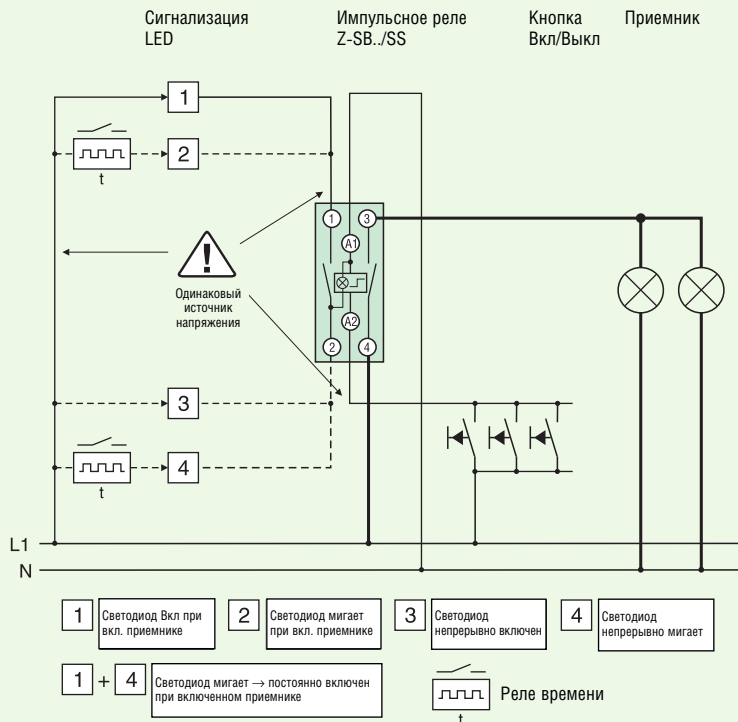 Сигнализация
LED
Импульсное реле
Z-SB../SS
Кнопка
Вкл/Выкл
Приемник
1
2
t
1
3
A1
A2
2
4
!
Одинаковый
источник
напряжения
3
4
t
L1
N
1
Светодиод Вкл при
вкл. приемнике
2
Светодиод мигает
при вкл. приемнике
3
Светодиод
непрерывно включен
4
Светодиод
непрерывно мигает
1 + 4
Светодиод мигает → постоянно включен
при включенном приемнике
Реле времени
t